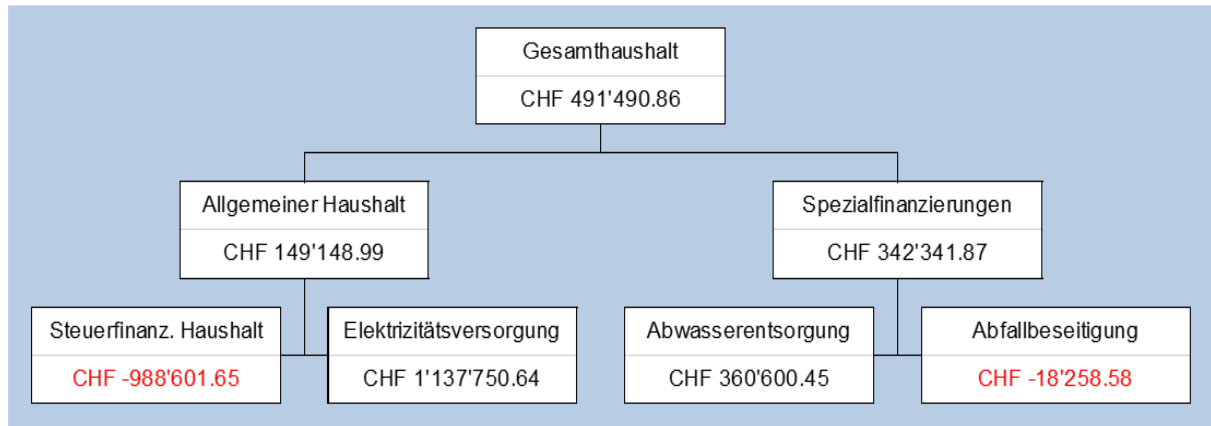 Gesamthaushalt
CHF 491'490.86
Allgemeiner Haushalt
CHF 149'148.99
Spezialfinanzierungen
CHF 342'341.87
Steuerfinanz. Haushalt
CHF -988'601.65
Elektrizitätsversorgung
CHF 1'137'750.64
Abwasserentsorgung
CHF 360'600.45
Abfallbeseitigung
CHF -18'258.58